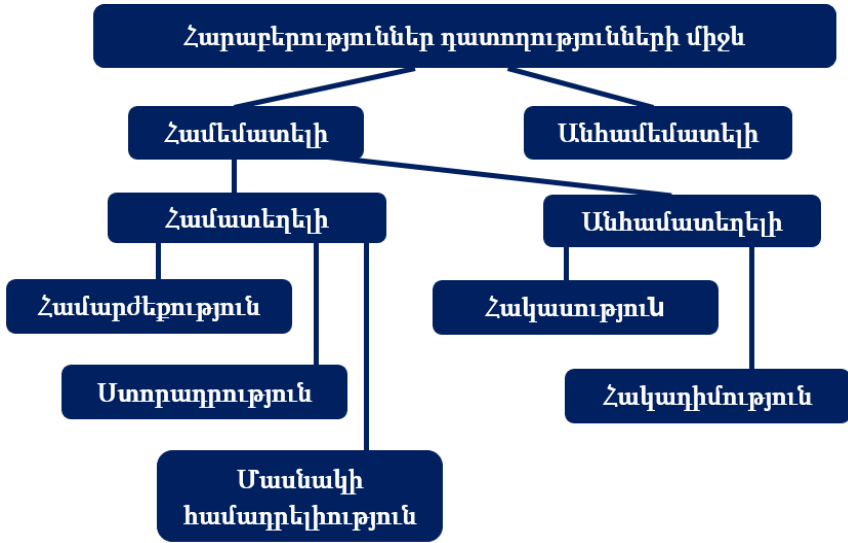 Հարաբերություններ դատողությունների միջև
Համեմատելի
Անհամեմատելի
Համատեղելի
Անհամատեղելի
Համարժեքություն
Հակասություն
Ստորադրություն
Հակադիմություն
Մասնակի
համադրելիություն